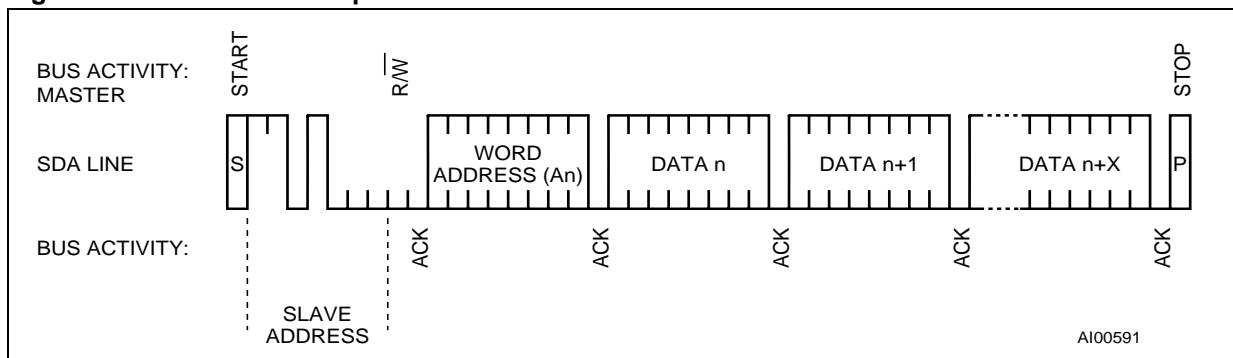 BUS ACTIVITY:
MASTER
START
R/W
STOP
SDA LINE
S
WORD
ADDRESS (An)
DATA n
DATA n+1
DATA n+X
P
BUS ACTIVITY:
ACK
ACK
ACK
ACK
ACK
SLAVE
ADDRESS
AI00591